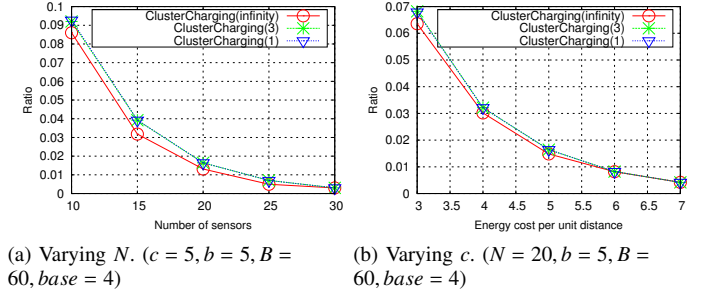 0.1
0.09
0.08
0.07
0.06
0.05
0.04
0.03
0.02
0.01
0
Ratio
ClusterCharging(infinity)
ClusterCharging(3)
ClusterCharging(1)
10 15 20 25 30
Number of sensors
(a) Varying N. (c = 5, b = 5, B =
60, base = 4)
0.07
0.06
0.05
0.04
0.03
0.02
0.01
0
Ratio
ClusterCharging(infinity)
ClusterCharging(3)
ClusterCharging(1)
3 3.5 4 4.5 5 5.5 6 6.5 7
Energy cost per unit distance
(b) Varying c. (N = 20, b = 5, B =
60, base = 4)